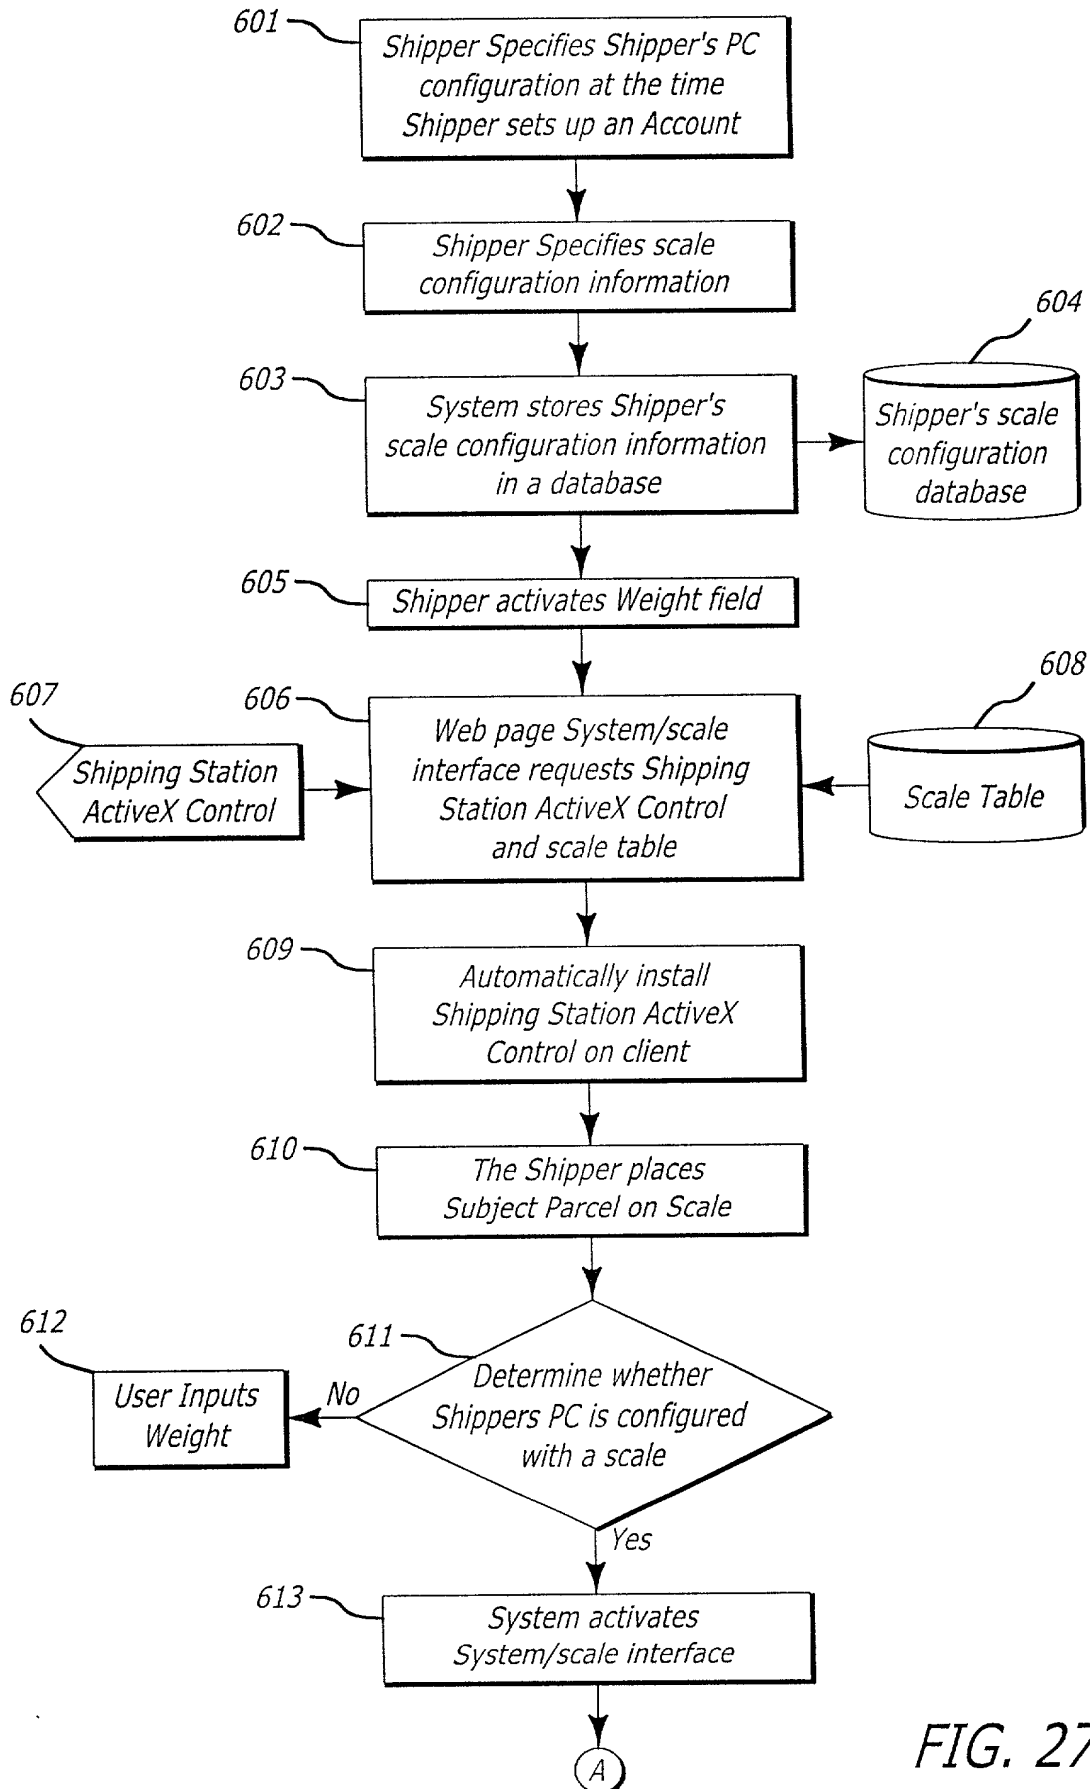 601
Shipper Specifies Shipper's PC
configuration at the time
Shipper sets up an Account
602
Shipper Specifies scale
configuration information
603
System stores Shipper's
scale configuration information
in a database
604
Shipper's scale
configuration
database
605
Shipper activates Weight field
606
Web page System/scale
interface requests Shipping
Station ActiveX Control
and scale table
607
Shipping Station
ActiveX Control
608
Scale Table
609
Automatically install
Shipping Station ActiveX
Control on client
610
The Shipper places
Subject Parcel on Scale
611
Determine whether
Shippers PC is configured
with a scale
No
612
User Inputs
Weight
Yes
613
System activates
System/scale interface
A
FIG. 27